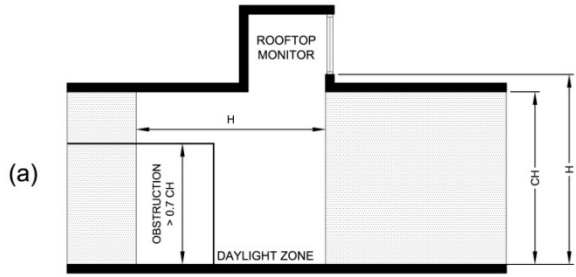 ROOFTOP
MONITOR
H
(a)
OBSTRUCTION
> 0.7 CH
CH
H
DAYLIGHT ZONE